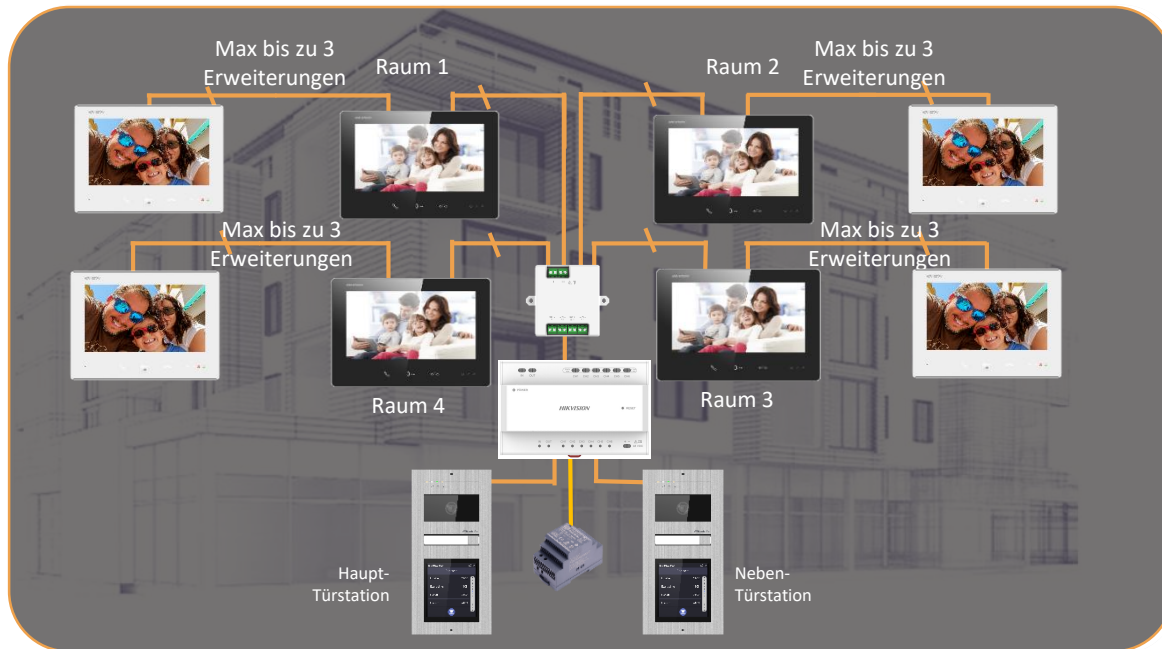 Max bis zu 3
Erweiterungen
Raum 1
Raum 2
Max bis zu 3
Erweiterungen
Max bis zu 3
Erweiterungen
Max bis zu 3
Erweiterungen
Raum 4
HIKVISION
Raum 3
Haupt-
Türstation
Neben-
Türstation